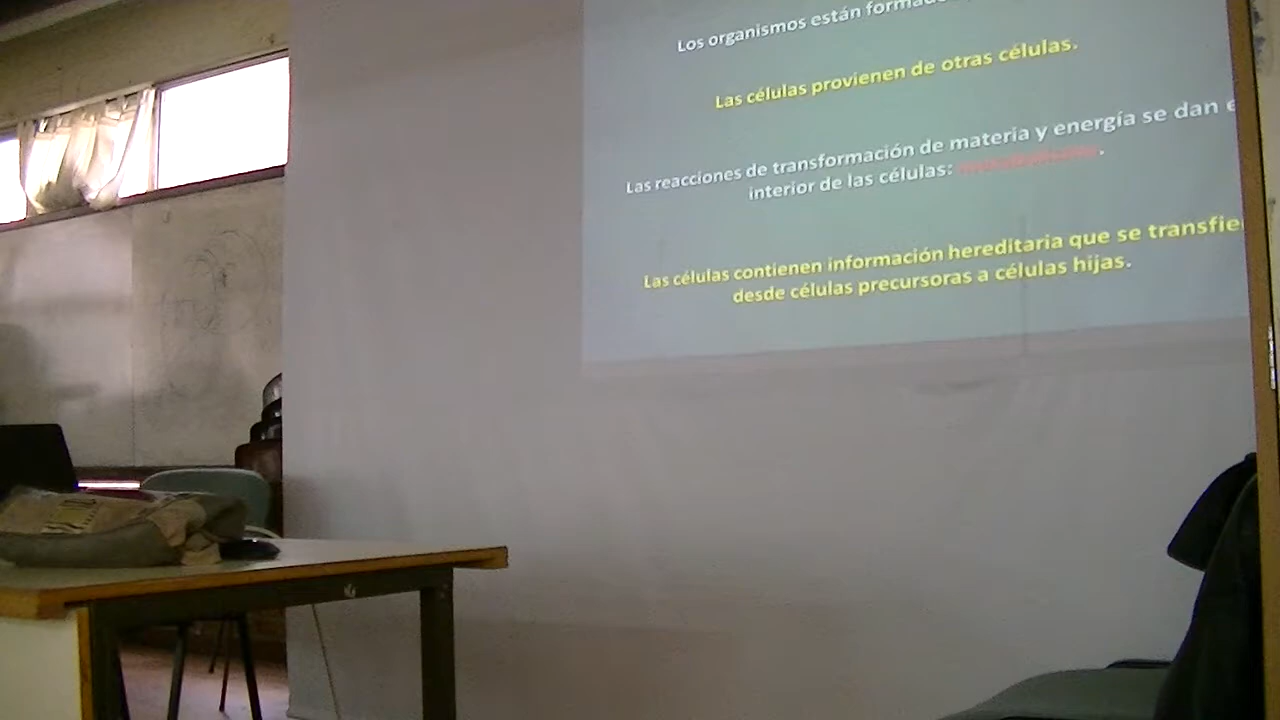 Los organismos están
Las células provienen de otras células.
Las reacciones de transformación de materia y energía se dan
interior de las células:
Las células contienen información hereditaria que se transfie
desde células precursoras a células hijas.